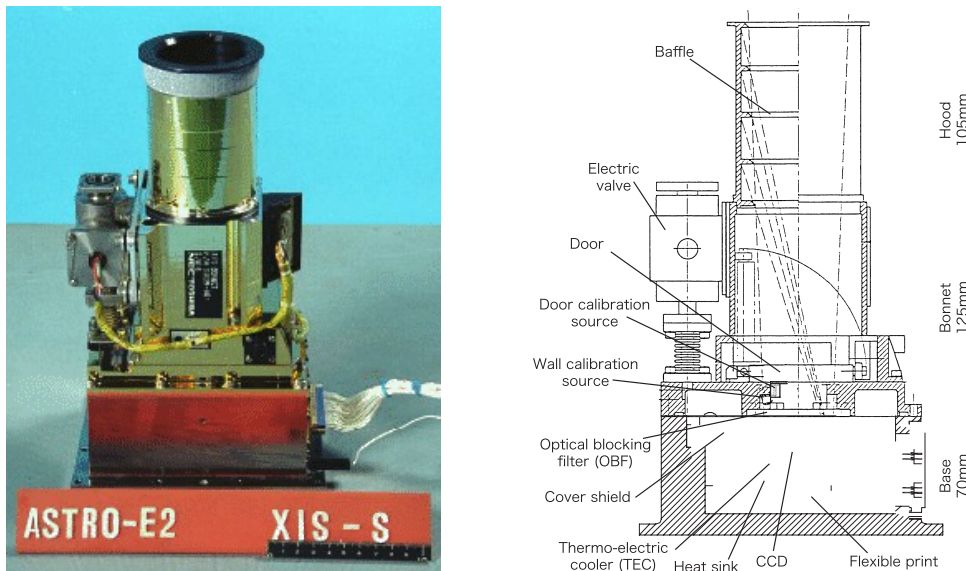 ASTRO-E2 XIS-S
Baffle
Electric
valve
Door
Door calibration
source
Wall calibration
source
Optical blocking
filter (OBF)
Cover shield
Thermo-electric
cooler (TEC)
Heat sink
CCD
Flexible print
Hood
105mm
Bonnet
125mm
Base
70mm